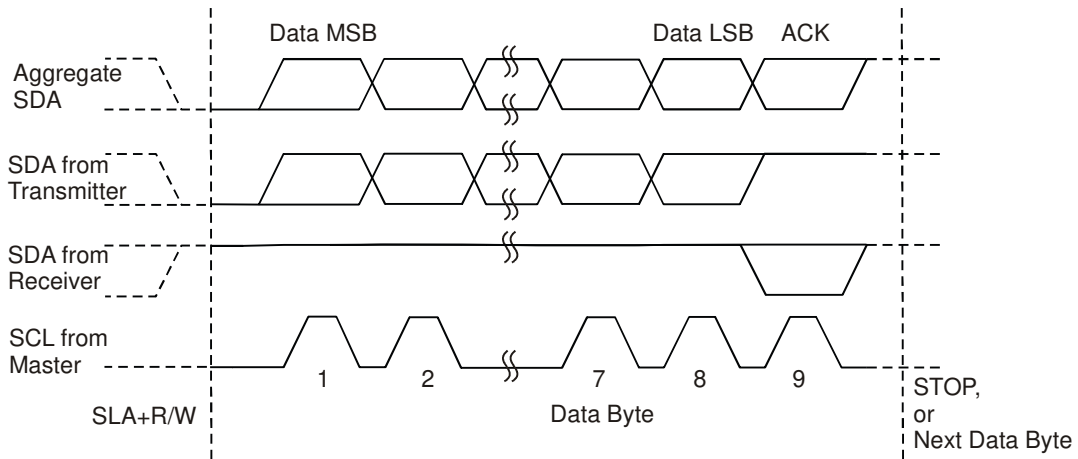 Data MSB
Data LSB
ACK
Aggregate
SDA
SDA from
Transmitter
SDA from
Receiver
SCL from
Master
1
2
7
8
9
SLA+R/W
Data Byte
STOP,
or
Next Data Byte